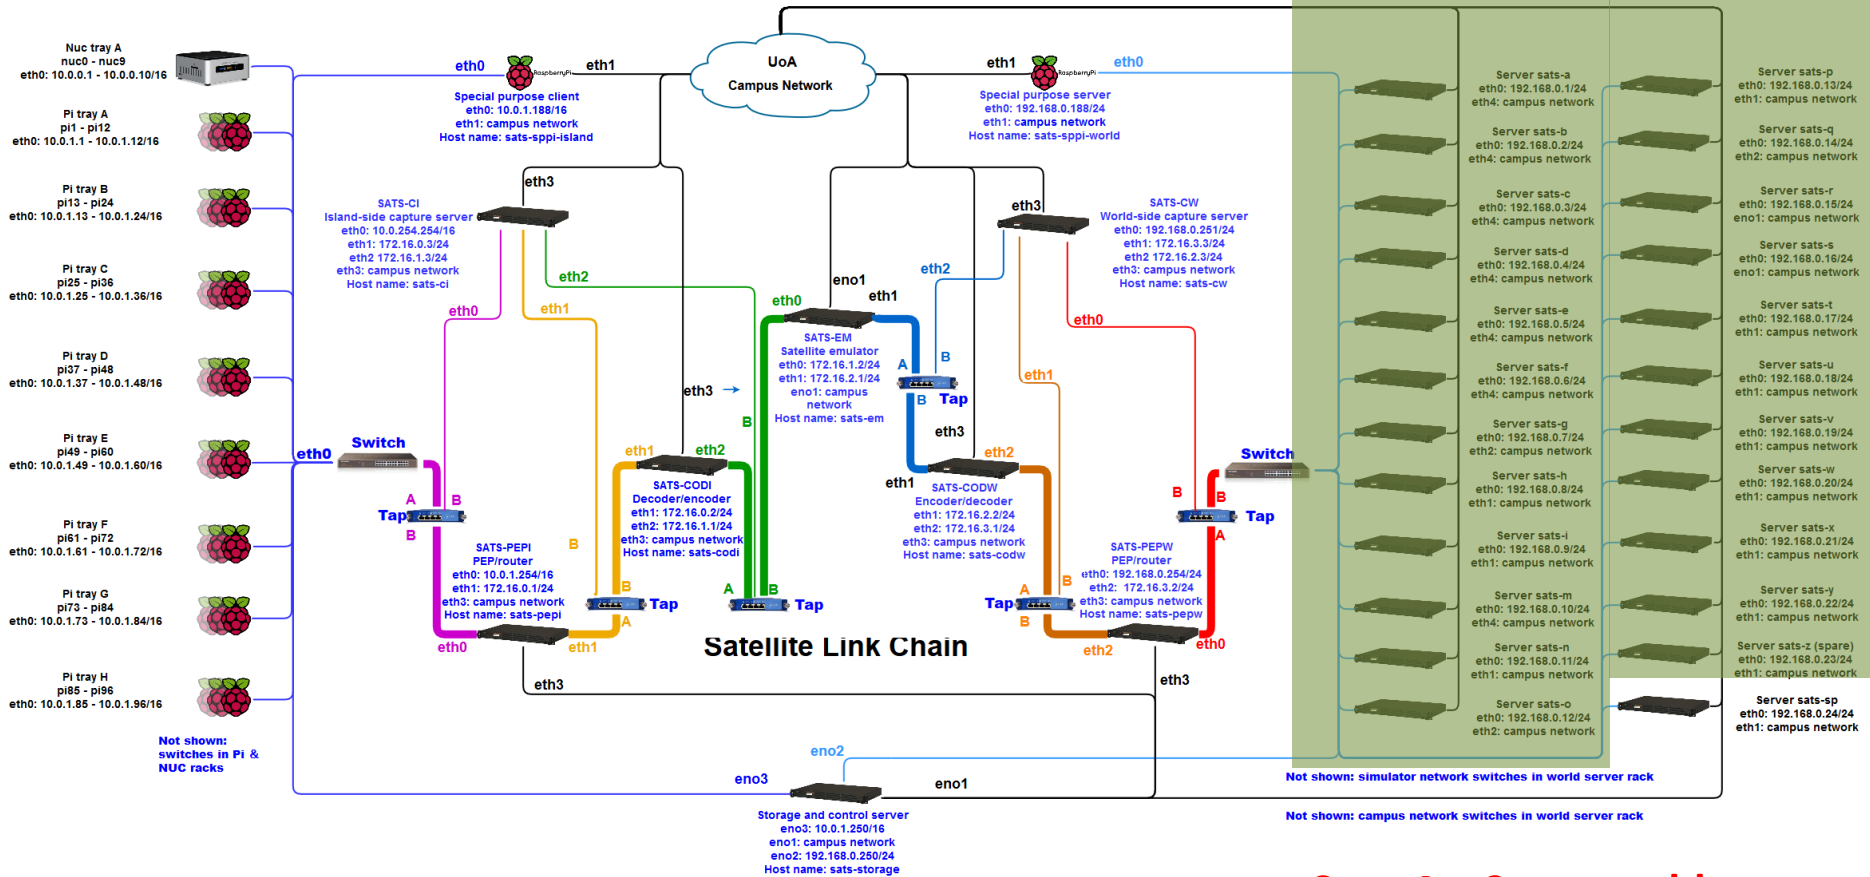 Nuc tray A
nuc0 - nuc9
eth0: 10.0.0.1 - 10.0.0.10/16
Pi tray A
pi1 - pi12
eth0: 10.0.1.1 - 10.0.1.12/16
Pi tray B
pi13 - pi24
eth0: 10.0.1.13 - 10.0.1.24/16
Pi tray C
pi25 - pi36
eth0: 10.0.1.25 - 10.0.1.36/16
Pi tray D
pi37 - pi48
eth0: 10.0.1.37 - 10.0.1.48/16
Pi tray E
pi49 - pi60
eth0: 10.0.1.49 - 10.0.1.60/16
Pi tray F
pi61 - pi72
eth0: 10.0.1.61 - 10.0.1.72/16
Pi tray G
pi73 - pi84
eth0: 10.0.1.73 - 10.0.1.84/16
Pi tray H
pi85 - pi96
eth0: 10.0.1.85 - 10.0.1.96/16
Not shown:
switches in Pi &
NUC racks
eth0
RaspberryPi
eth1
Special purpose client
eth0: 10.0.1.188/16
eth1: campus network
Host name: sats-sppi-island
UoA
Campus Network
eth1
RaspberryPi
eth0
Special purpose server
eth0: 192.168.0.188/24
eth1: campus network
Host name: sats-sppi-world
eth3
SATS-CI
Island-side capture server
eth0: 10.0.254.254/16
eth1: 172.16.0.3/24
eth2 172.16.1.3/24
eth3: campus network
Host name: sats-ci
eth2
eth0
eth1
eth3
SATS-CW
World-side capture server
eth0: 192.168.0.251/24
eth1: 172.16.3.3/24
eth2 172.16.2.3/24
eth3: campus network
Host name: sats-cw
eth2
eth0
eth1
eno1
eth0
eth1
SATS-EM
Satellite emulator
eth0: 172.16.1.2/24
eth1: 172.16.2.1/24
eno1: campus
network
Host name: sats-em
A
B
B
Tap
eth3
B
eth0
Switch
A
B
Tap
B
eth0
SATS-PEPI
PEP/router
eth0: 10.0.1.254/16
eth1: 172.16.0.1/24
eth3: campus network
Host name: sats-pepi
eth1
B
B
A
Tap
eth1
eth2
SATS-CODI
Decoder/encoder
eth1: 172.16.0.2/24
eth2: 172.16.1.1/24
eth3: campus network
Host name: sats-codi
A
B
Tap
eth3
eth2
eth1
SATS-CODW
Encoder/decoder
eth1: 172.16.2.2/24
eth2: 172.16.3.1/24
eth3: campus network
Host name: sats-codw
A
B
Tap
B
SATS-PEPW
PEP/router
eth0: 192.168.0.254/24
eth2: 172.16.3.2/24
eth3: campus network
Host name: sats-pepw
eth2
eth0
Switch
B
B
Tap
A
Satellite Link Chain
eth3
eth3
eno2
eno3
eno1
Storage and control server
eno3: 10.0.1.250/16
eno1: campus network
eno2: 192.168.0.250/24
Host name: sats-storage
Server sats-a
eth0: 192.168.0.1/24
eth4: campus network
Server sats-b
eth0: 192.168.0.2/24
eth4: campus network
Server sats-c
eth0: 192.168.0.3/24
eth4: campus network
Server sats-d
eth0: 192.168.0.4/24
eth4: campus network
Server sats-e
eth0: 192.168.0.5/24
eth4: campus network
Server sats-f
eth0: 192.168.0.6/24
eth4: campus network
Server sats-g
eth0: 192.168.0.7/24
eth2: campus network
Server sats-h
eth0: 192.168.0.8/24
eth1: campus network
Server sats-i
eth0: 192.168.0.9/24
eth1: campus network
Server sats-m
eth0: 192.168.0.10/24
eth4: campus network
Server sats-n
eth0: 192.168.0.11/24
eth1: campus network
Server sats-o
eth0: 192.168.0.12/24
eth2: campus network
Server sats-p
eth0: 192.168.0.13/24
eth1: campus network
Server sats-q
eth0: 192.168.0.14/24
eth2: campus network
Server sats-r
eth0: 192.168.0.15/24
eno1: campus network
Server sats-s
eth0: 192.168.0.16/24
eno1: campus network
Server sats-t
eth0: 192.168.0.17/24
eth1: campus network
Server sats-u
eth0: 192.168.0.18/24
eth1: campus network
Server sats-v
eth0: 192.168.0.19/24
eth1: campus network
Server sats-w
eth0: 192.168.0.20/24
eth1: campus network
Server sats-x
eth0: 192.168.0.21/24
eth1: campus network
Server sats-y
eth0: 192.168.0.22/24
eth1: campus network
Server sats-z (spare)
eth0: 192.168.0.23/24
eth1: campus network
Server sats-sp
eth0: 192.168.0.24/24
eth1: campus network
Not shown: simulator network switches in world server rack
Not shown: campus network switches in world server rack